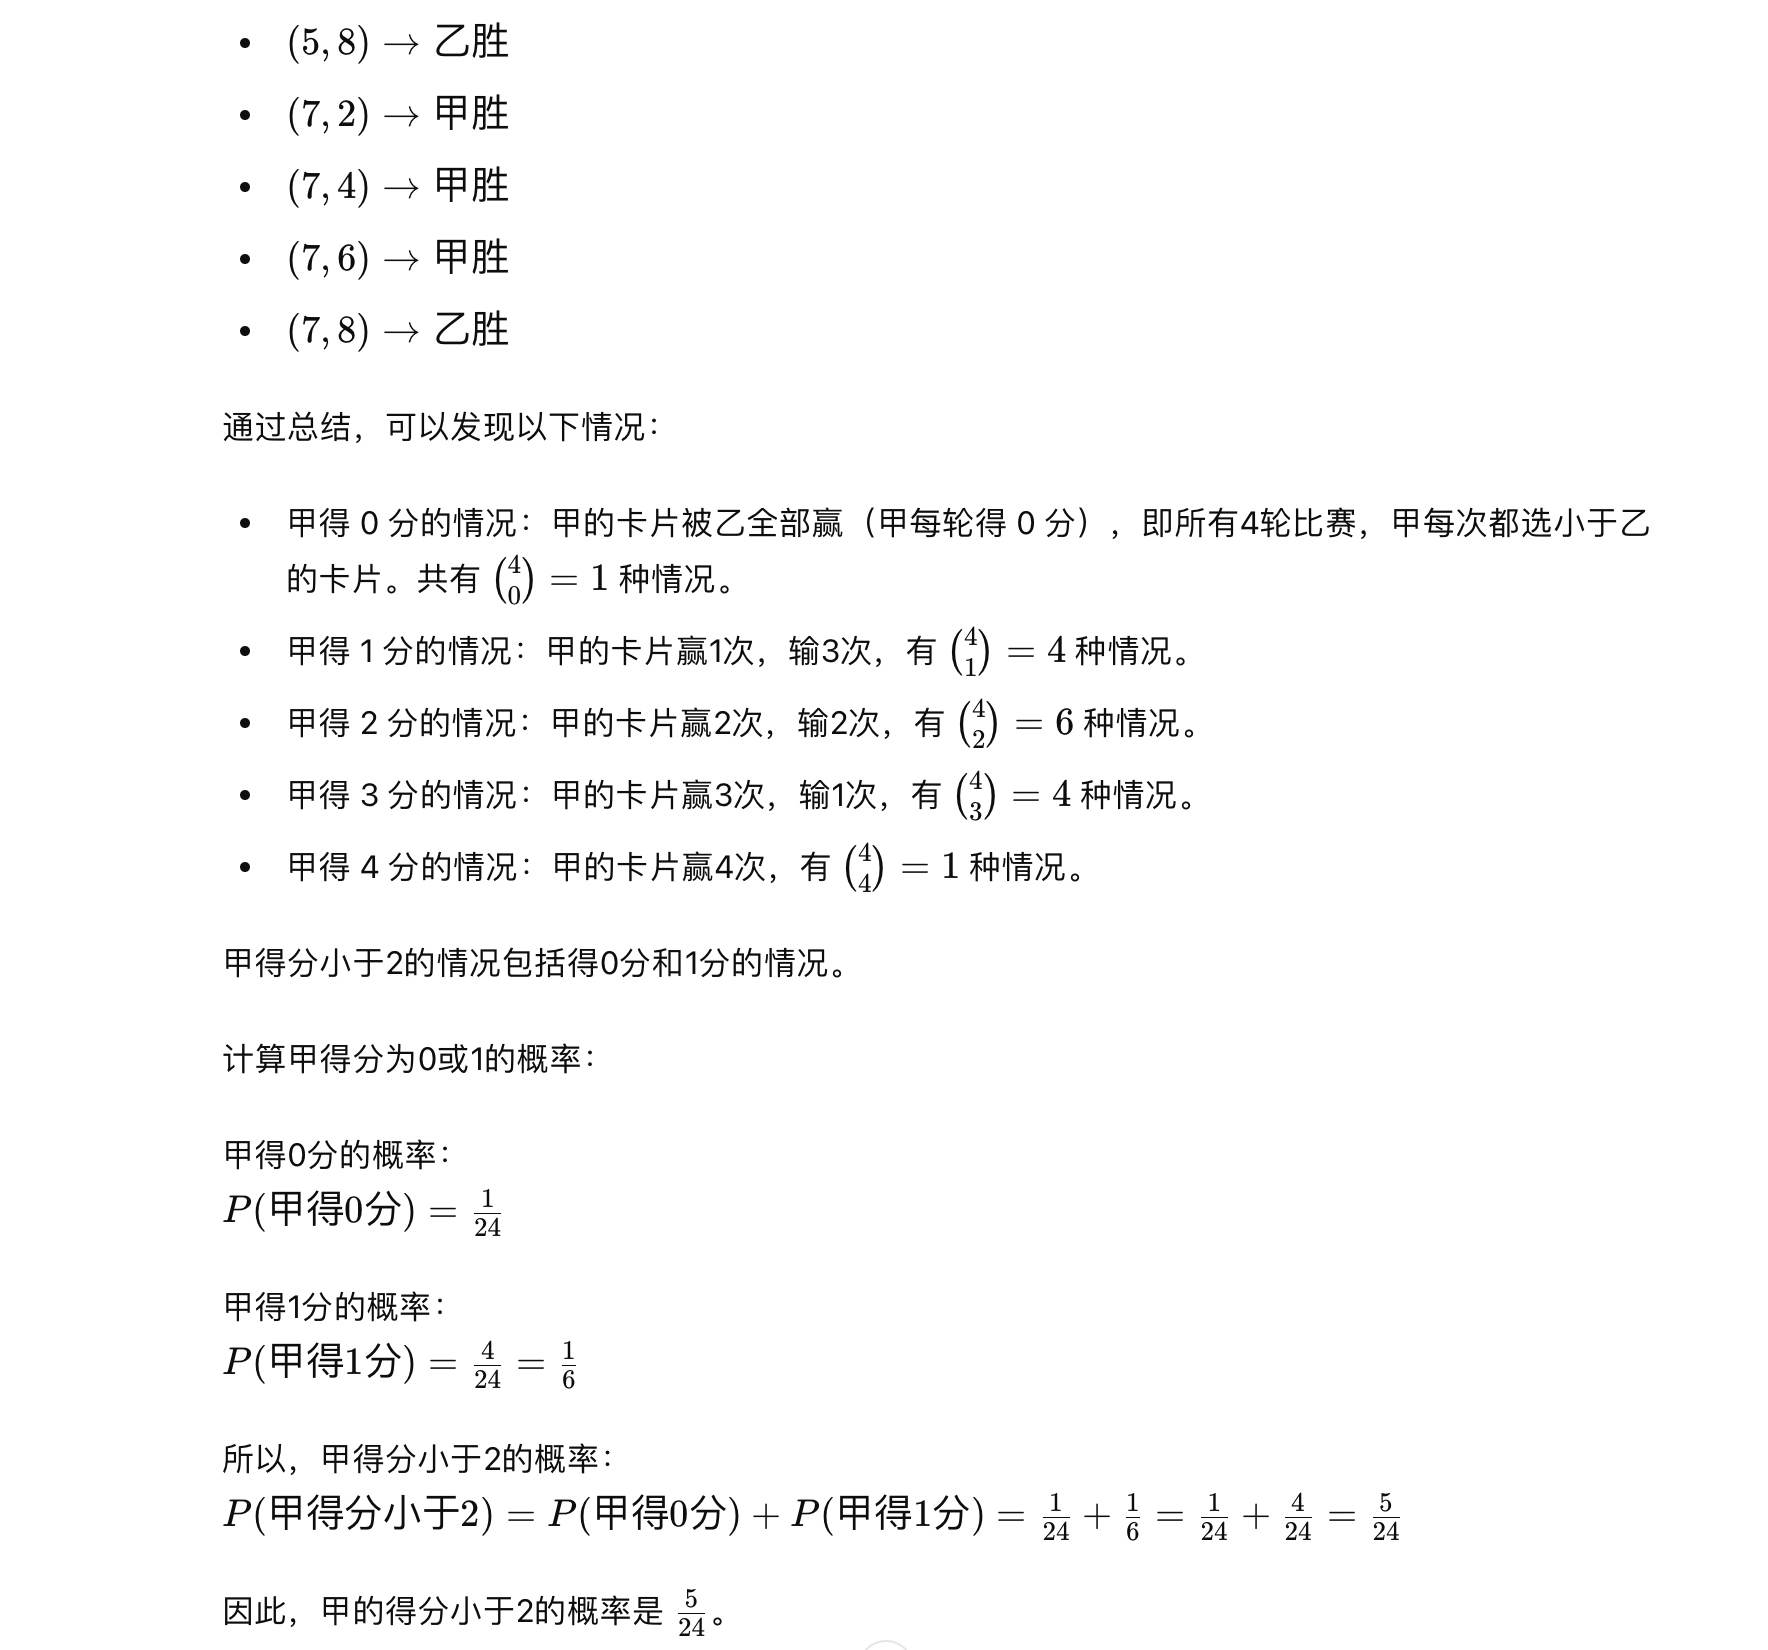 • (5, 8) → 乙胜
• (7, 2) → 甲胜
• (7, 4) → 甲胜
• (7, 6) → 甲胜
• (7, 8) → 乙胜
通过总结，可以发现以下情况：
• 甲得 0 分的情况：甲的卡片被乙全部赢（甲每轮得 0 分），即所有4轮比赛，甲每次都选小于乙
的卡片。共有 $\binom{4}{0} = 1$ 种情况。
• 甲得 1 分的情况：甲的卡片赢1次，输3次，有 $\binom{4}{1} = 4$ 种情况。
• 甲得 2 分的情况：甲的卡片赢2次，输2次，有 $\binom{4}{2} = 6$ 种情况。
• 甲得 3 分的情况：甲的卡片赢3次，输1次，有 $\binom{4}{3} = 4$ 种情况。
• 甲得 4 分的情况：甲的卡片赢4次，有 $\binom{4}{4} = 1$ 种情况。
甲得分小于2的情况包括得0分和1分的情况。
计算甲得分为0或1的概率：
甲得0分的概率：
$P(甲得0分) = \frac{1}{24}$
甲得1分的概率：
$P(甲得1分) = \frac{4}{24} = \frac{1}{6}$
所以，甲得分小于2的概率：
$P(甲得分小于2) = P(甲得0分) + P(甲得1分) = \frac{1}{24} + \frac{1}{6} = \frac{1}{24} + \frac{4}{24} = \frac{5}{24}$
因此，甲的得分小于2的概率是 $\frac{5}{24}$。